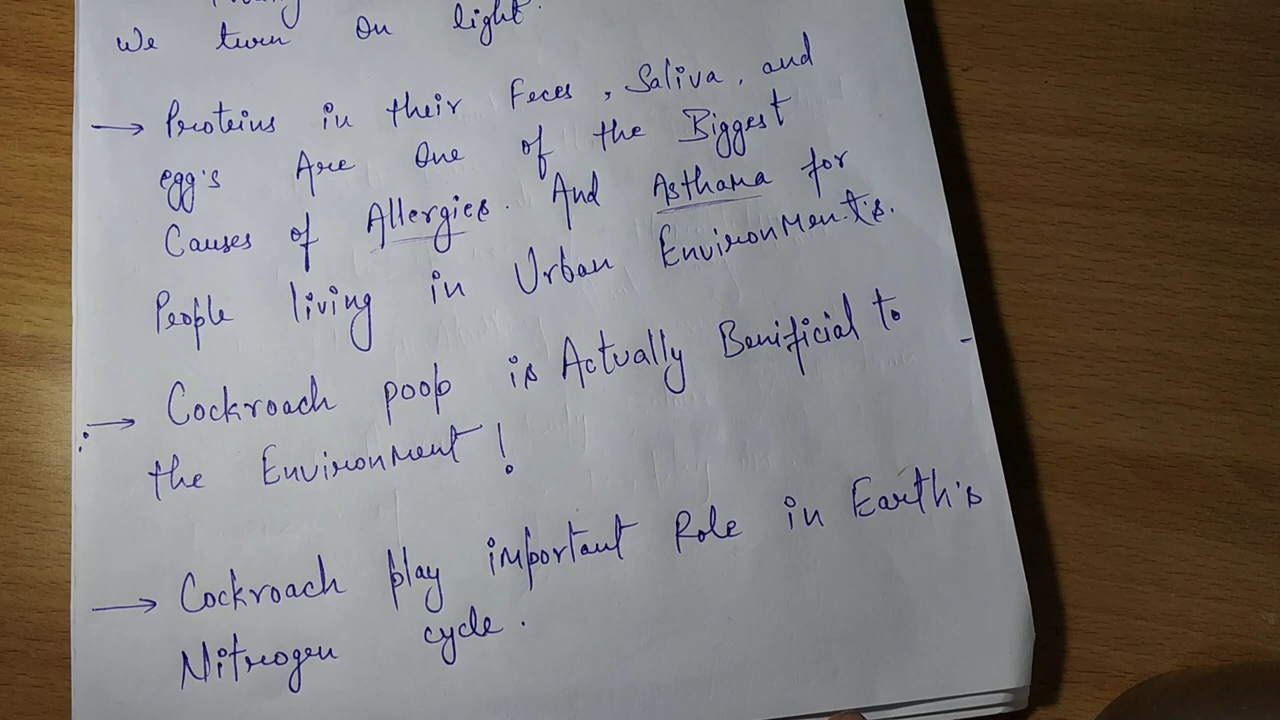 We turn on light.
→ Proteins in their Feces, Saliva, and
egg's Are One of the Biggest
Causes of Allergies. And Asthama for
People living in Urban Environment's.
→ Cockroach poop is Actually Benificial to
the Environment!
→ Cockroach play important Role in Earth's
Nitrogen cycle.